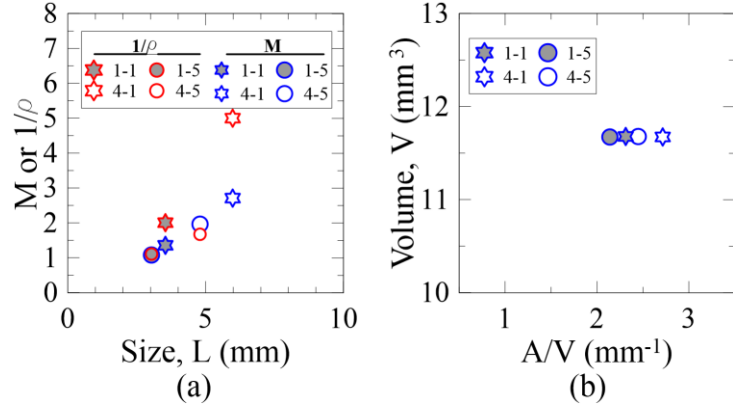 1/ρ M
1-1 1-5 1-1 1-5
4-1 4-5 4-1 4-5
M or 1/ρ
8
7
6
5
4
3
2
1
0
0 5 10
Size, L (mm)
(a)
1-1 1-5
4-1 4-5
Volume, V (mm³)
13
12
11
10
1 2 3
A/V (mm⁻¹)
(b)